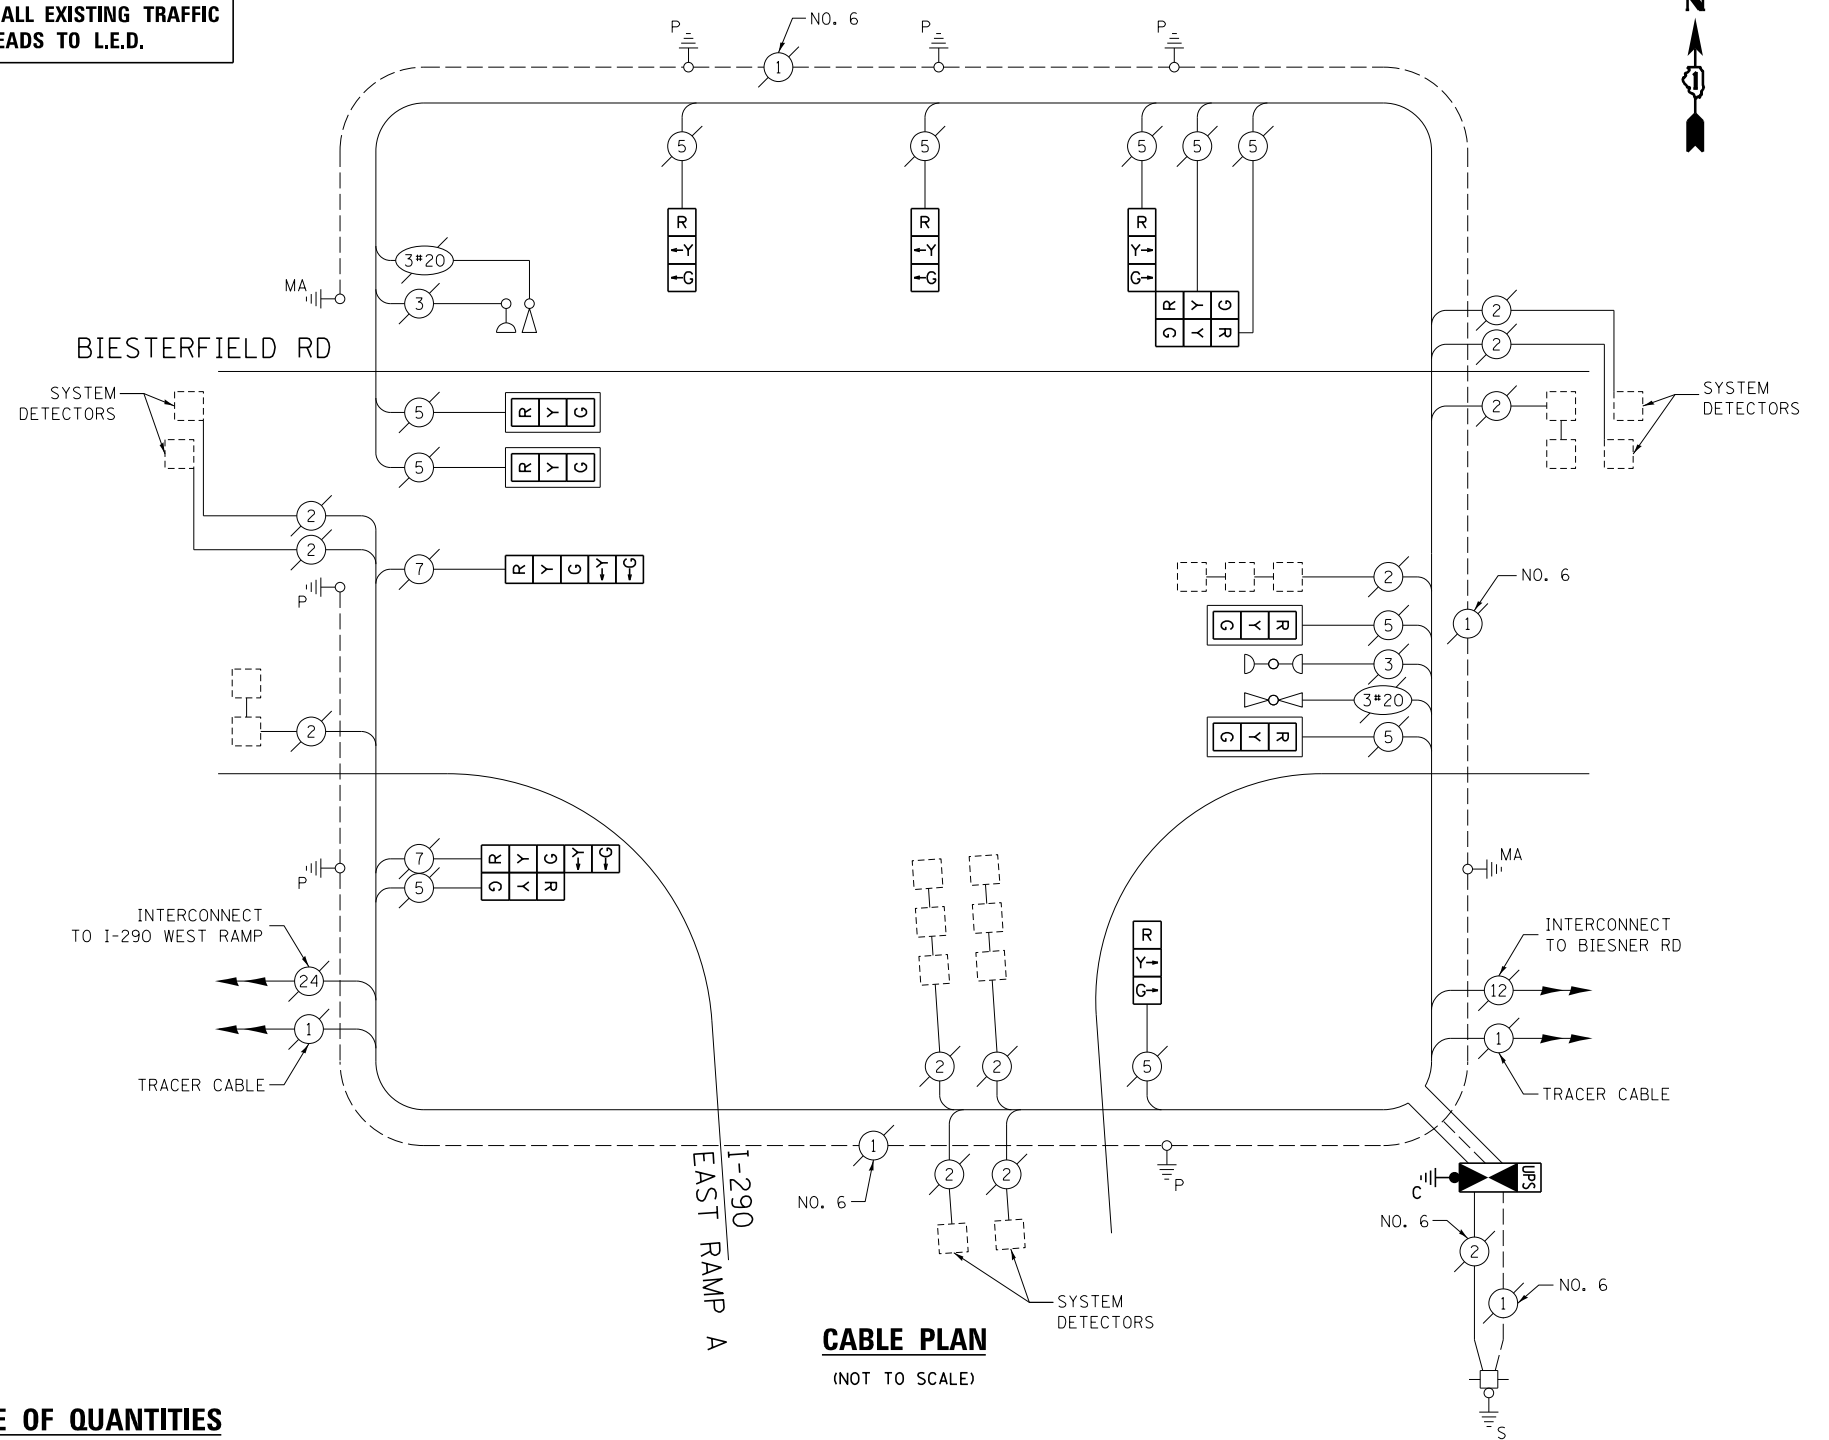 ALL EXISTING TRAFFIC
EADS TO L.E.D.
N
P
NO. 6
P
P
1
5
5
5
5
5
R
←Y
←G
R
←Y
←G
R
Y→
G→
R Y G
G Y R
3#20
3
MA
BIESTERFIELD RD
SYSTEM
DETECTORS
5
R Y G
5
R Y G
2
2
7
R Y G ←Y ←G
P
2
2
2
2
SYSTEM
DETECTORS
2
NO. 6
1
5
G Y R
3
3#20
5
G Y R
7
R Y G ←Y ←G
5
G Y R
P
MA
INTERCONNECT
TO I-290 WEST RAMP
24
1
TRACER CABLE
R
Y→
G→
2
2
5
INTERCONNECT
TO BIESNER RD
12
1
TRACER CABLE
1
NO. 6
2
2
P
I-290
EAST RAMP A
SYSTEM
DETECTORS
UPS
C
NO. 6
2
1
NO. 6
S
CABLE PLAN
(NOT TO SCALE)
E OF QUANTITIES